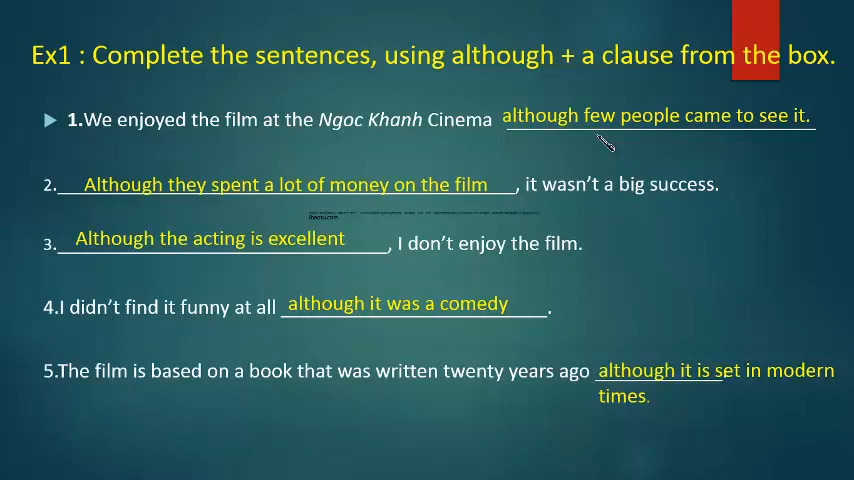 Ex1 : Complete the sentences, using although + a clause from the box.
1.We enjoyed the film at the Ngoc Khanh Cinema although few people came to see it.
2. Although they spent a lot of money on the film, it wasn't a big success.
3. Although the acting is excellent, I don't enjoy the film.
4.I didn't find it funny at all although it was a comedy.
5.The film is based on a book that was written twenty years ago although it is set in modern
times.